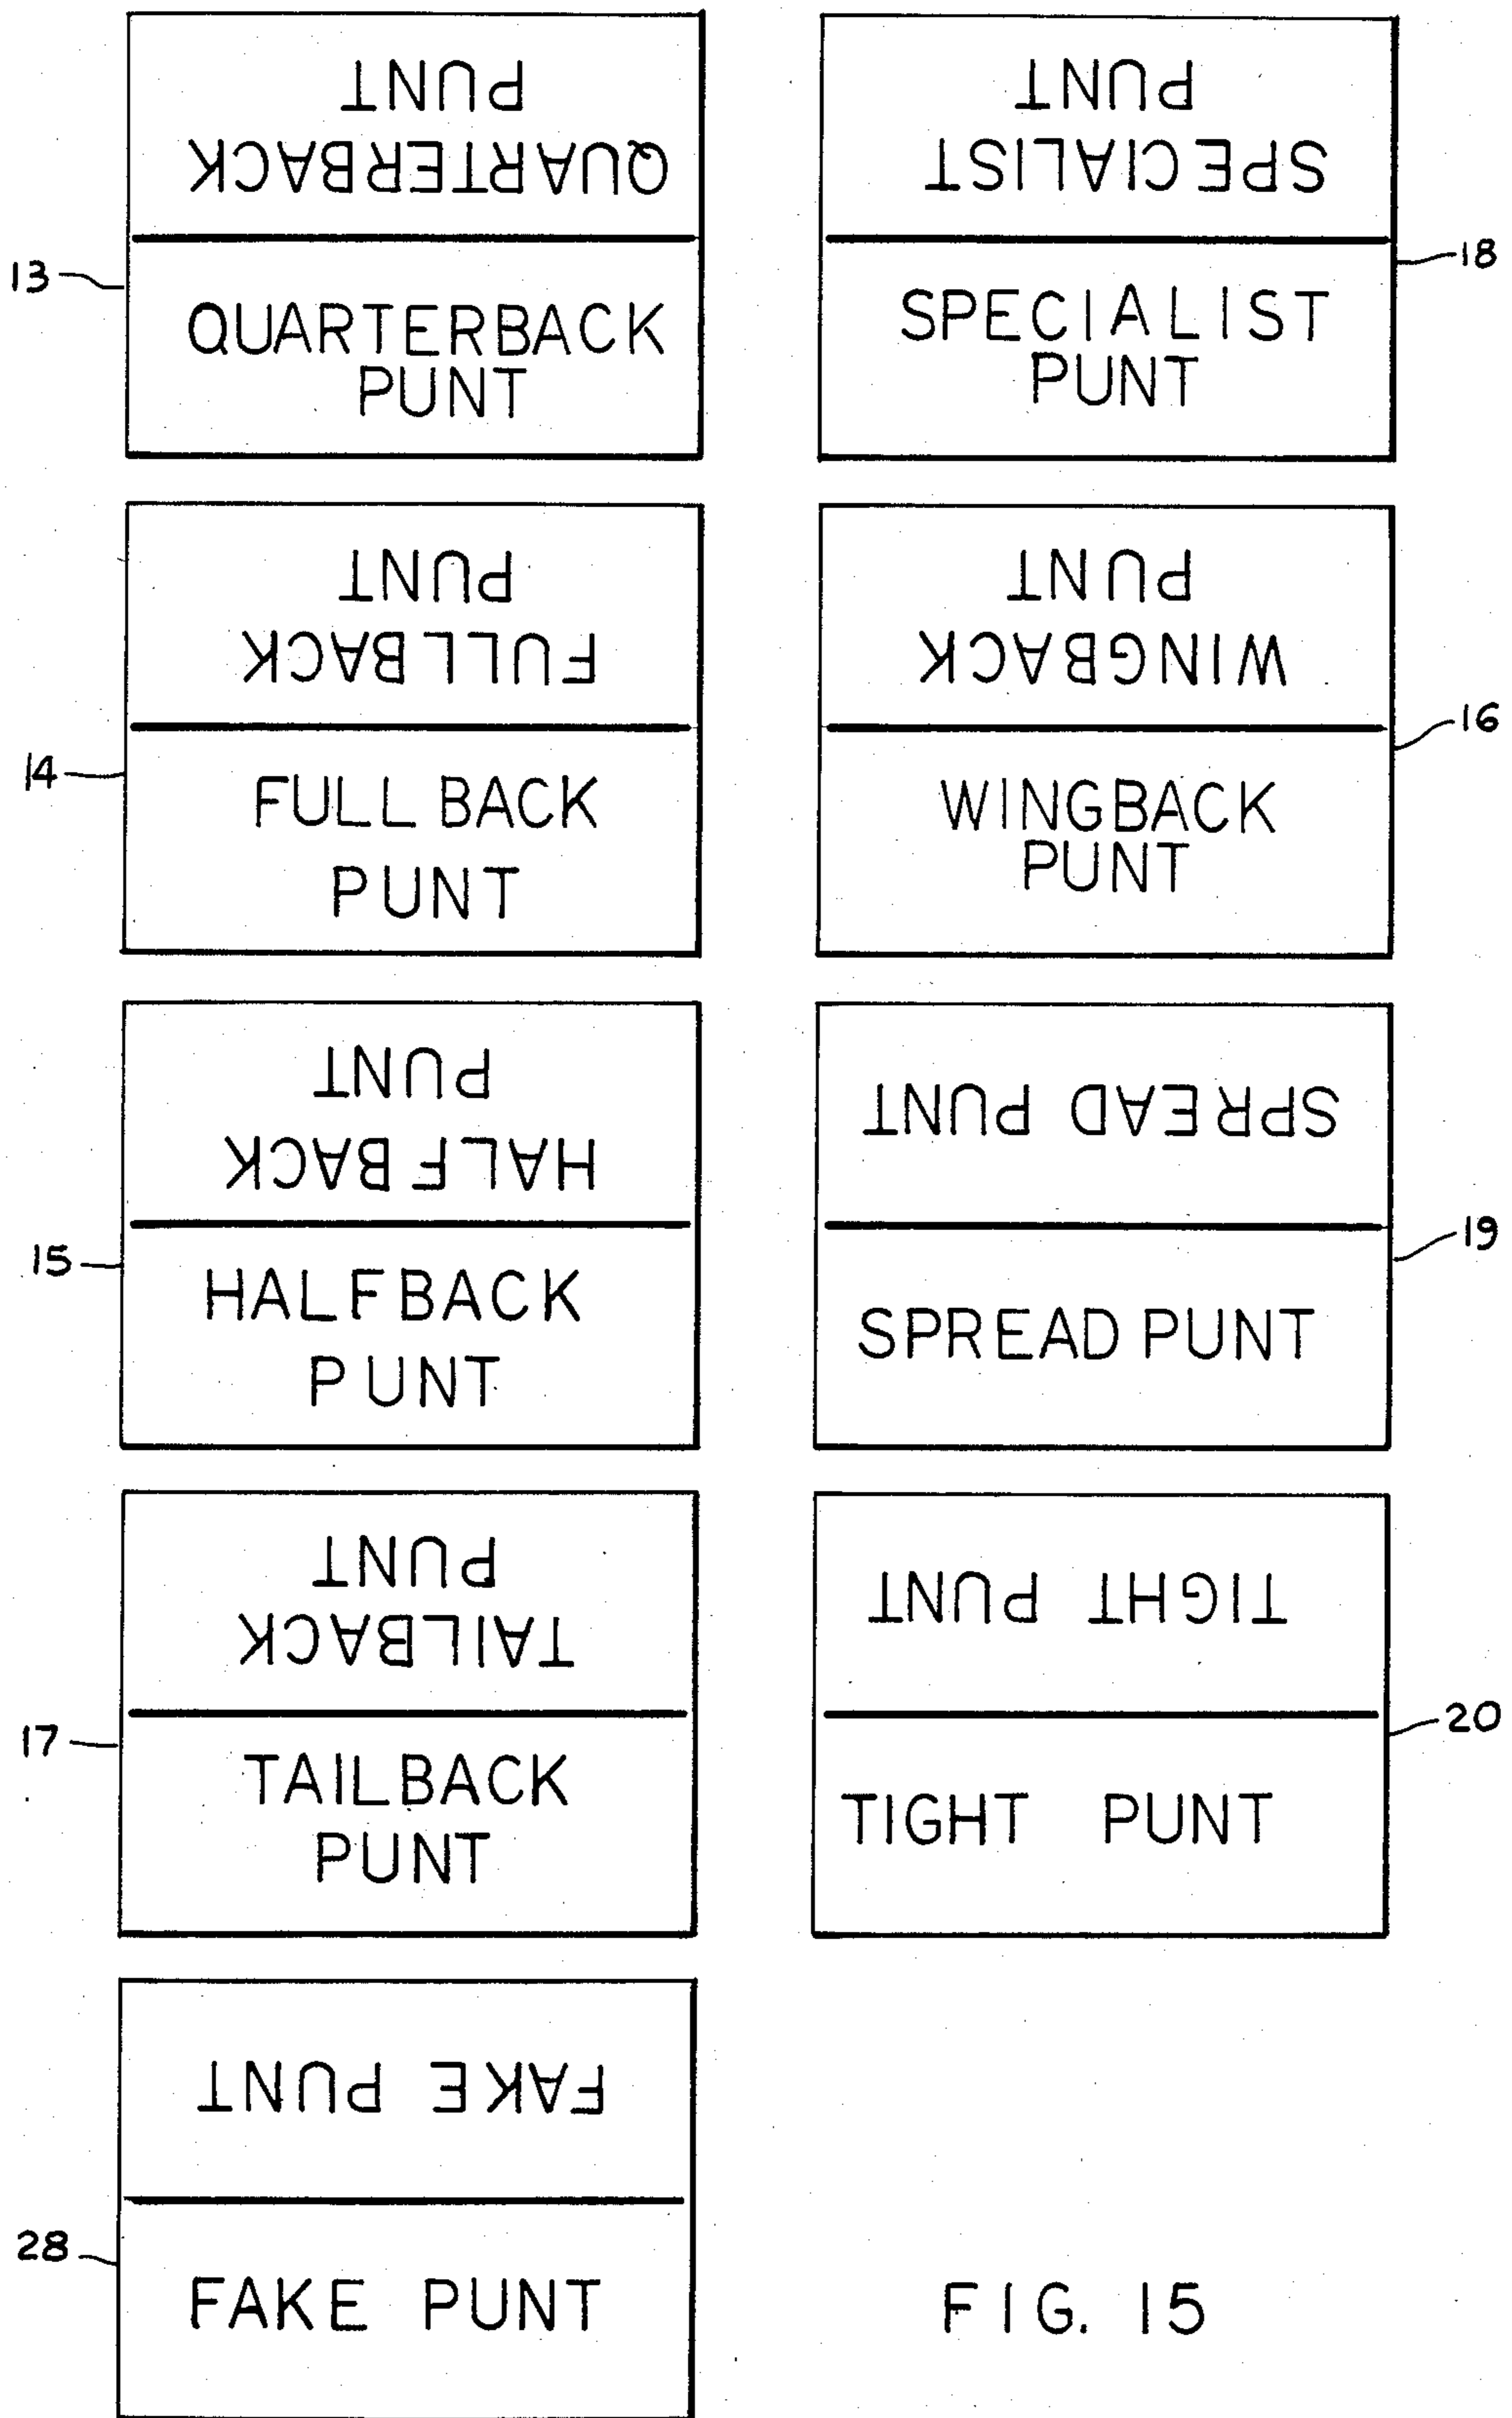 PUNT
QUARTERBACK
13
QUARTERBACK
PUNT
PUNT
SPECIALIST
18
SPECIALIST
PUNT
PUNT
FULLBACK
14
FULL BACK
PUNT
PUNT
WINGBACK
16
WINGBACK
PUNT
PUNT
HALF BACK
15
HALFBACK
PUNT
SPREAD PUNT
19
SPREAD PUNT
PUNT
TAILBACK
17
TAILBACK
PUNT
TIGHT PUNT
20
TIGHT PUNT
FAKE PUNT
28
FAKE PUNT
FIG. 15